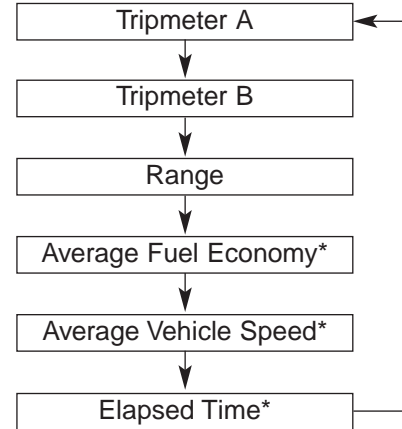 Tripmeter A
Tripmeter B
Range
Average Fuel Economy*
Average Vehicle Speed*
Elapsed Time*